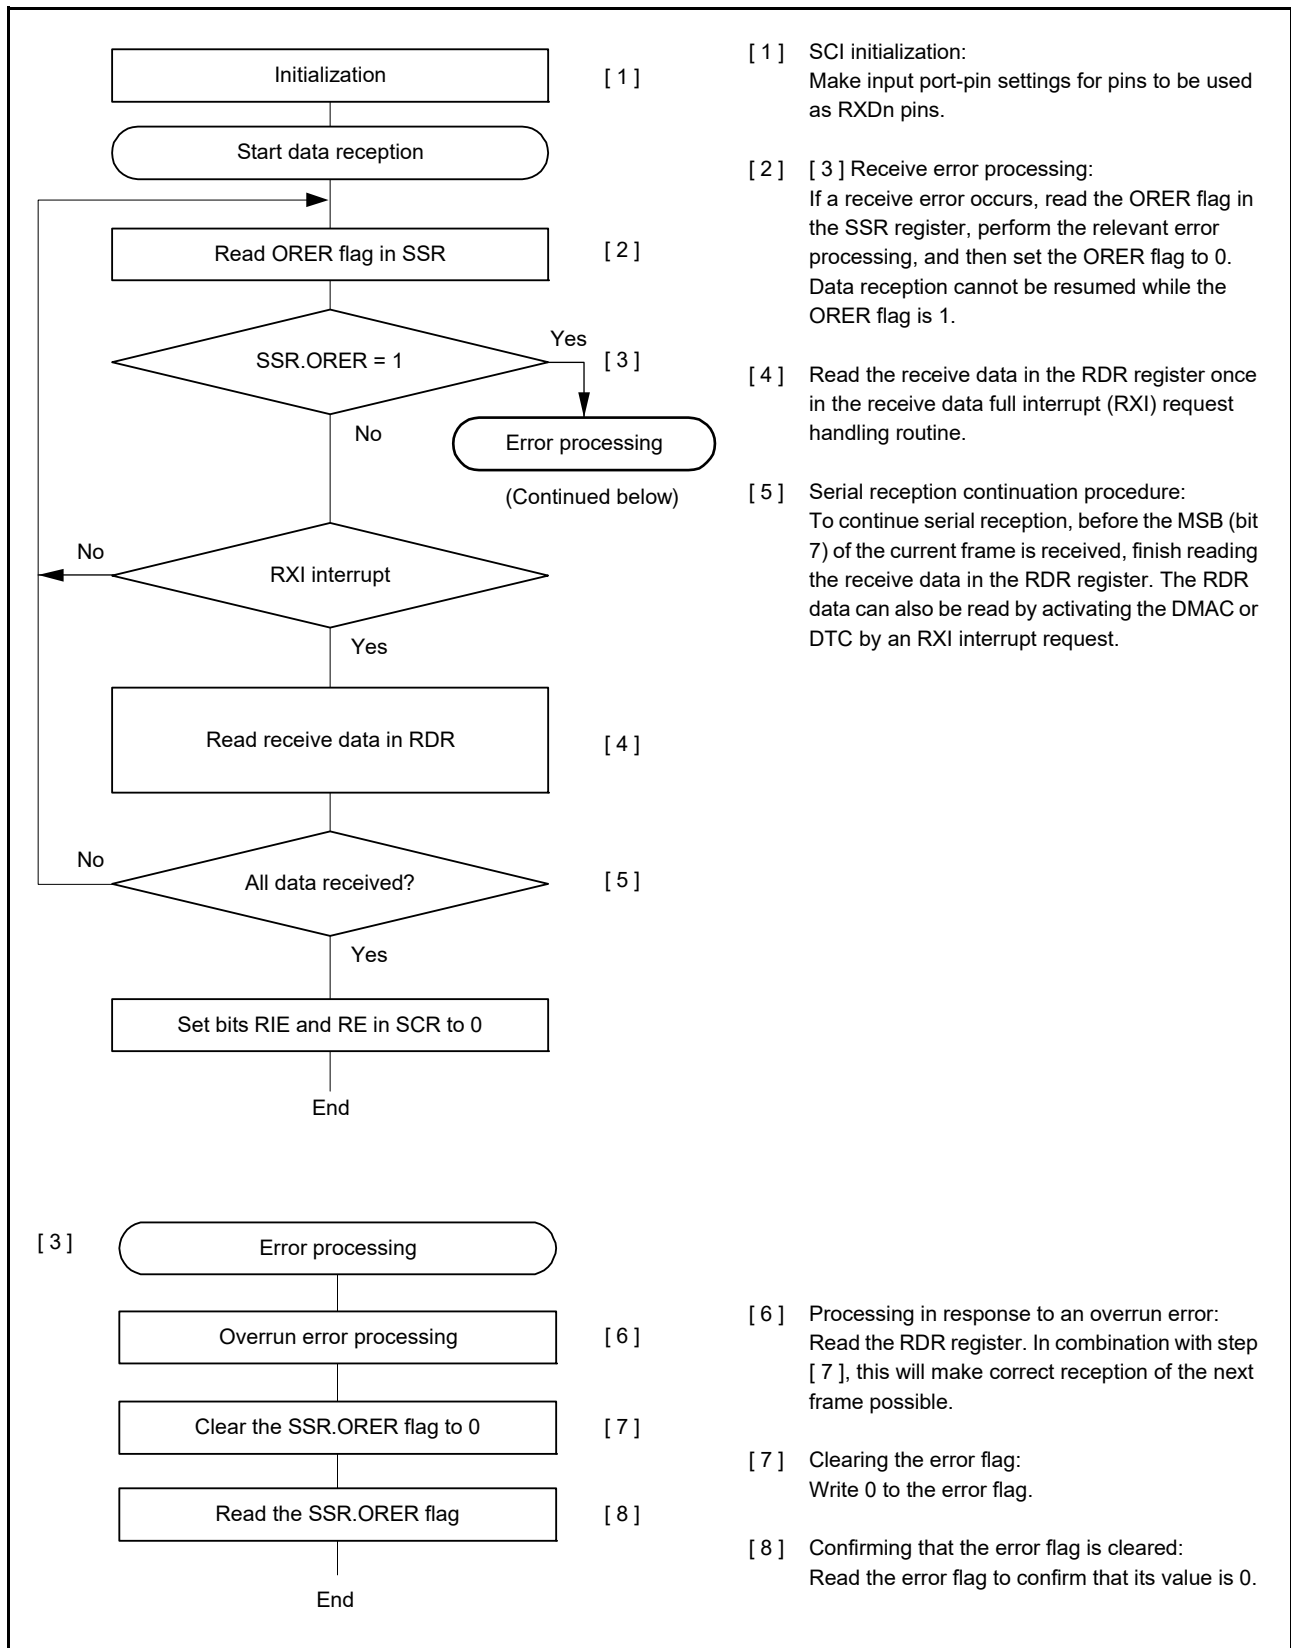 Initialization
[ 1 ]
Start data reception
Read ORER flag in SSR
[ 2 ]
SSR.ORER = 1
Yes
[ 3 ]
No
Error processing
(Continued below)
No
RXI interrupt
Yes
Read receive data in RDR
[ 4 ]
No
All data received?
[ 5 ]
Yes
Set bits RIE and RE in SCR to 0
End
[ 1 ] SCI initialization:
Make input port-pin settings for pins to be used
as RXDn pins.
[ 2 ] [ 3 ] Receive error processing:
If a receive error occurs, read the ORER flag in
the SSR register, perform the relevant error
processing, and then set the ORER flag to 0.
Data reception cannot be resumed while the
ORER flag is 1.
[ 4 ] Read the receive data in the RDR register once
in the receive data full interrupt (RXI) request
handling routine.
[ 5 ] Serial reception continuation procedure:
To continue serial reception, before the MSB (bit
7) of the current frame is received, finish reading
the receive data in the RDR register. The RDR
data can also be read by activating the DMAC or
DTC by an RXI interrupt request.
[ 3 ]
Error processing
Overrun error processing
[ 6 ]
Clear the SSR.ORER flag to 0
[ 7 ]
Read the SSR.ORER flag
[ 8 ]
End
[ 6 ] Processing in response to an overrun error:
Read the RDR register. In combination with step
[ 7 ], this will make correct reception of the next
frame possible.
[ 7 ] Clearing the error flag:
Write 0 to the error flag.
[ 8 ] Confirming that the error flag is cleared:
Read the error flag to confirm that its value is 0.